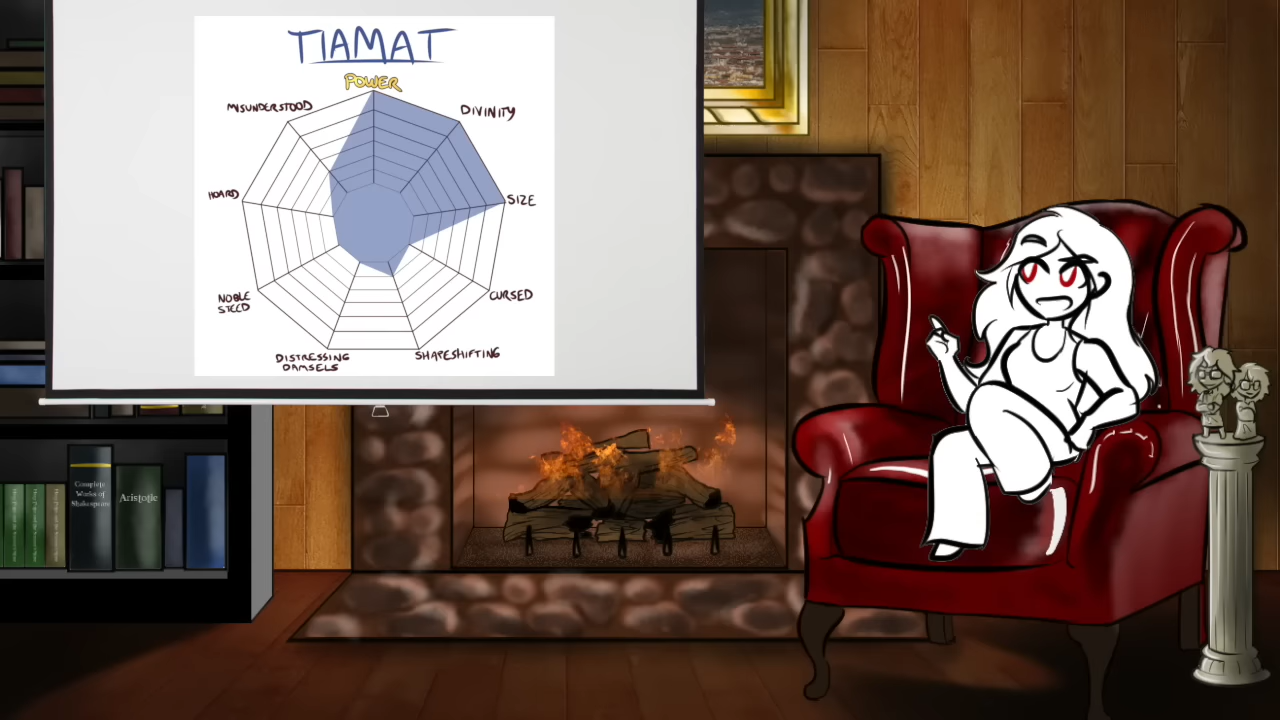 TIAMAT
POWER
MISUNDERSTOOD
DIVINITY
HOARD
SIZE
NOBLE
STEED
CURSED
DISTRESSING
DAMSELS
SHAPESHIFTING
Complete
Works of
Shakespeare
Aristotle